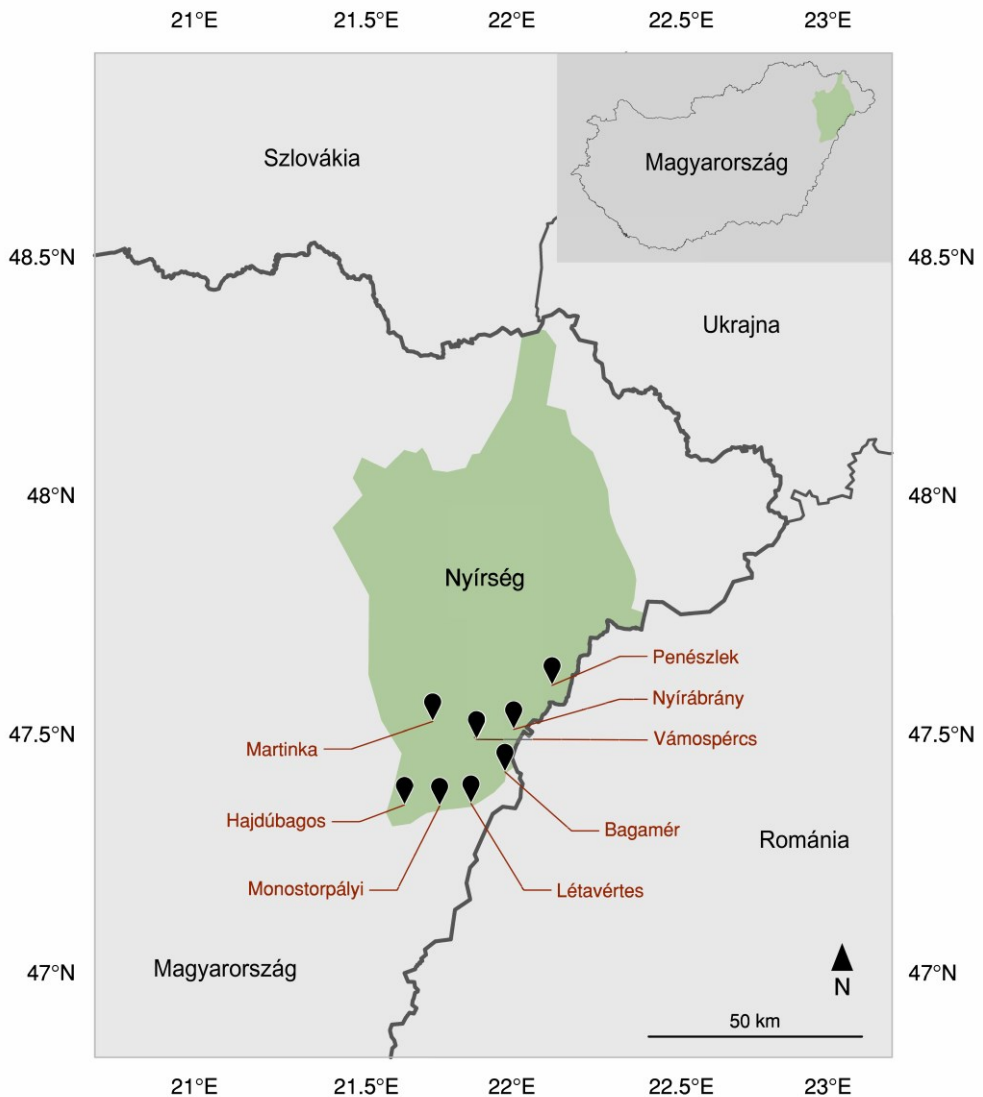 21°E 21.5°E 22°E 22.5°E 23°E
Szlovákia
Magyarország
48.5°N 48.5°N
Ukrajna
48°N 48°N
Nyírség
Penészlek
Nyírábrány
47.5°N Vámospércs 47.5°N
Martinka
Hajdúbagos
Bagamér
Románia
Monostorpályi
Létavértes
Magyarország
47°N 47°N
N
50 km
21°E 21.5°E 22°E 22.5°E 23°E